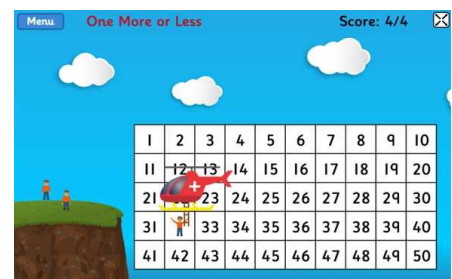 Menu One More or Less Score: 4/4
1 2 3 4 5 6 7 8 9 10
11 12 13 14 15 16 17 18 19 20
21 23 24 25 26 27 28 29 30
31 33 34 35 36 37 38 39 40
41 42 43 44 45 46 47 48 49 50